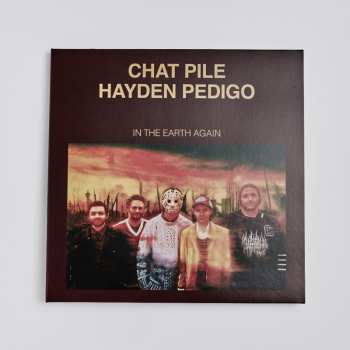 CHAT PILE
HAYDEN PEDIGO
IN THE EARTH AGAIN